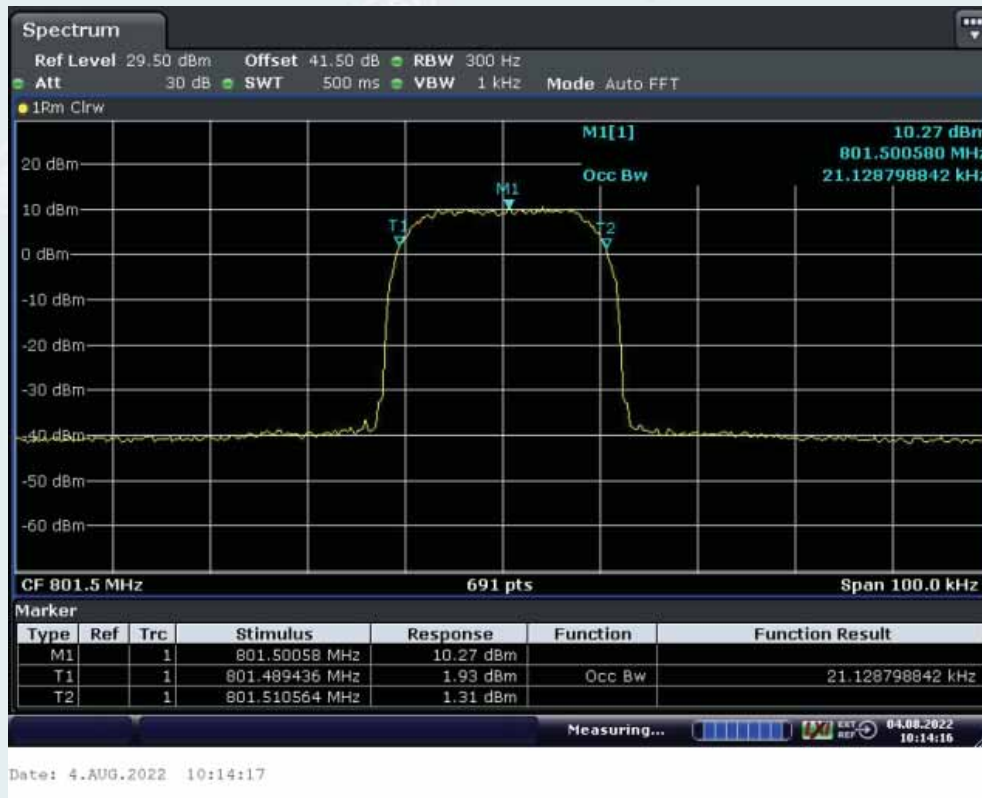 Spectrum
Ref Level 29.50 dBm Offset 41.50 dB RBW 300 Hz
Att 30 dB SWT 500 ms VBW 1 kHz Mode Auto FFT
1Rm Clrw
M1[1] 10.27 dBm
801.500580 MHz
20 dBm
Occ Bw 21.128798842 kHz
M1
10 dBm
T1 T2
0 dBm
-10 dBm
-20 dBm
-30 dBm
-40 dBm
-50 dBm
-60 dBm
CF 801.5 MHz 691 pts Span 100.0 kHz
Marker
Type Ref Trc Stimulus Response Function Function Result
M1 1 801.50058 MHz 10.27 dBm
T1 1 801.489436 MHz 1.93 dBm Occ Bw 21.128798842 kHz
T2 1 801.510564 MHz 1.31 dBm
Measuring... LXI EXT REF 04.08.2022
10:14:16
Date: 4.AUG.2022 10:14:17